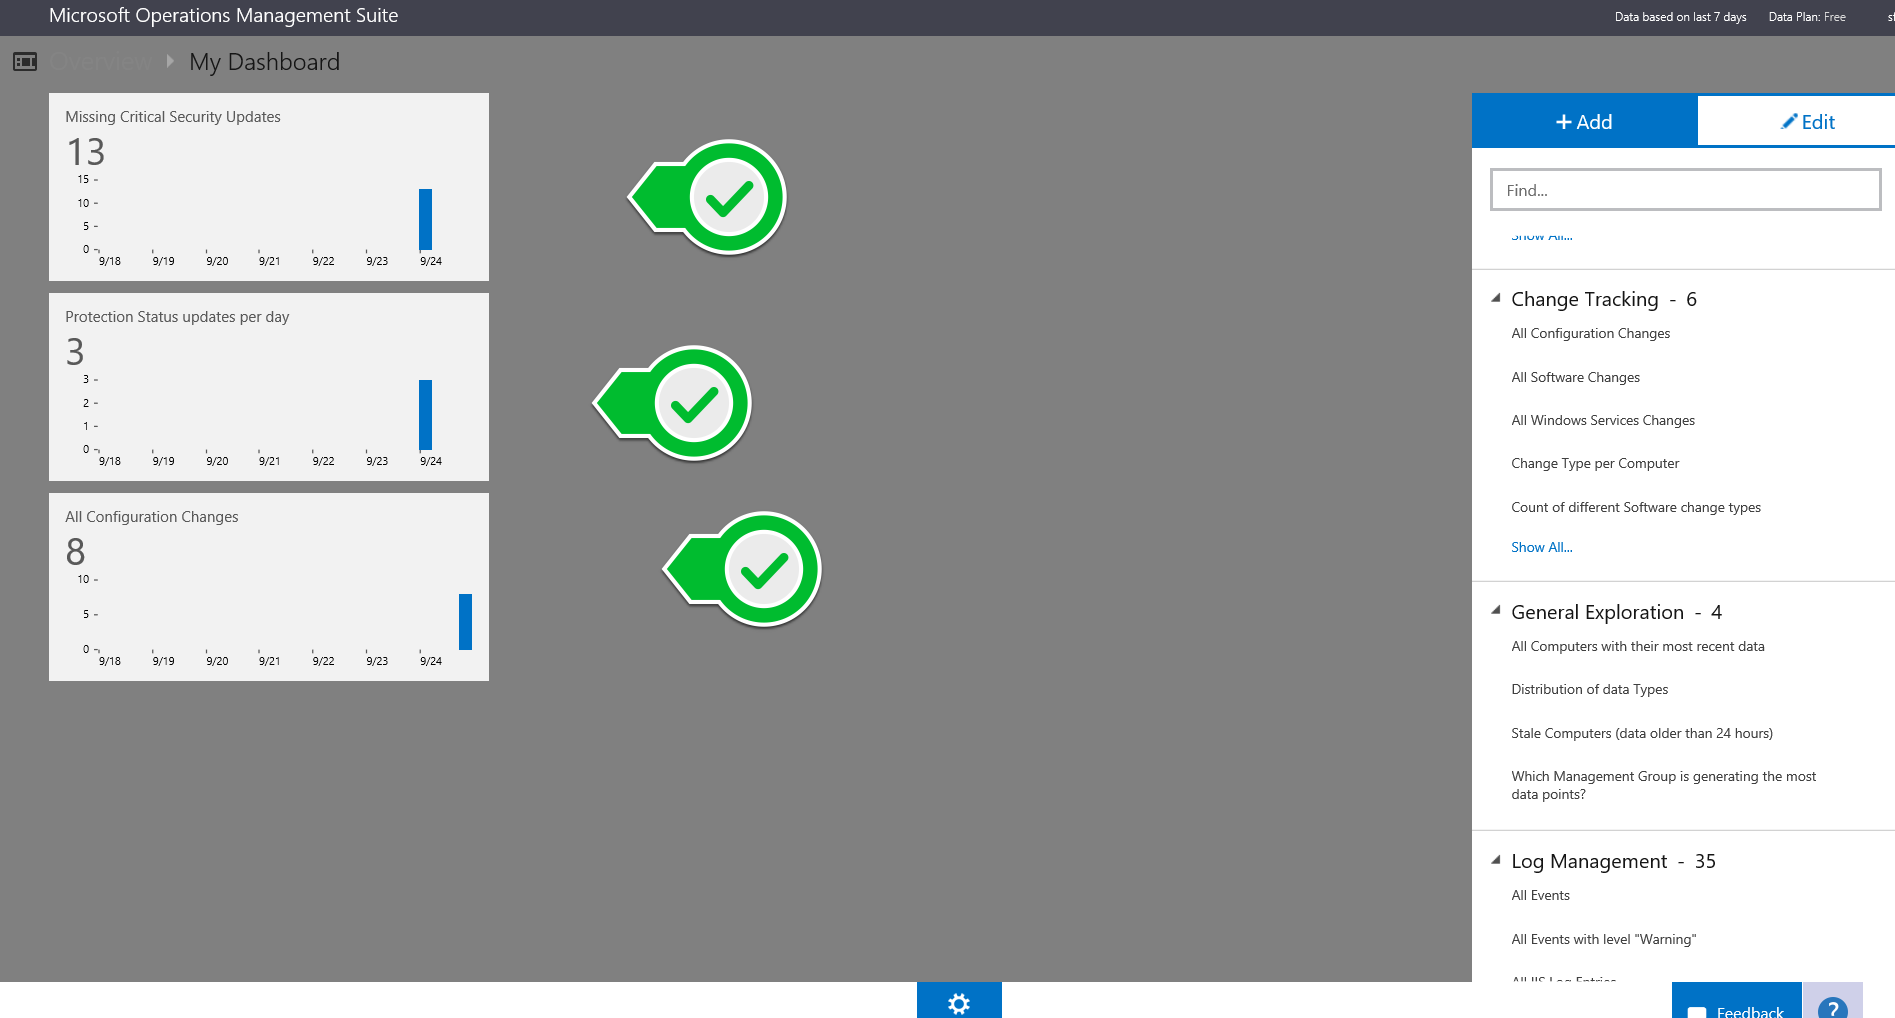 Microsoft Operations Management Suite
Data based on last 7 days
Data Plan: Free
Overview
My Dashboard
Missing Critical Security Updates
13
15
10
5
0
9/18 9/19 9/20 9/21 9/22 9/23 9/24
Protection Status updates per day
3
3
2
1
0
9/18 9/19 9/20 9/21 9/22 9/23 9/24
All Configuration Changes
8
10
5
0
9/18 9/19 9/20 9/21 9/22 9/23 9/24
Add
Edit
Find...
Show All...
Change Tracking - 6
All Configuration Changes
All Software Changes
All Windows Services Changes
Change Type per Computer
Count of different Software change types
Show All...
General Exploration - 4
All Computers with their most recent data
Distribution of data Types
Stale Computers (data older than 24 hours)
Which Management Group is generating the most
data points?
Log Management - 35
All Events
All Events with level "Warning"
All IIS Log Entries
Feedback
?